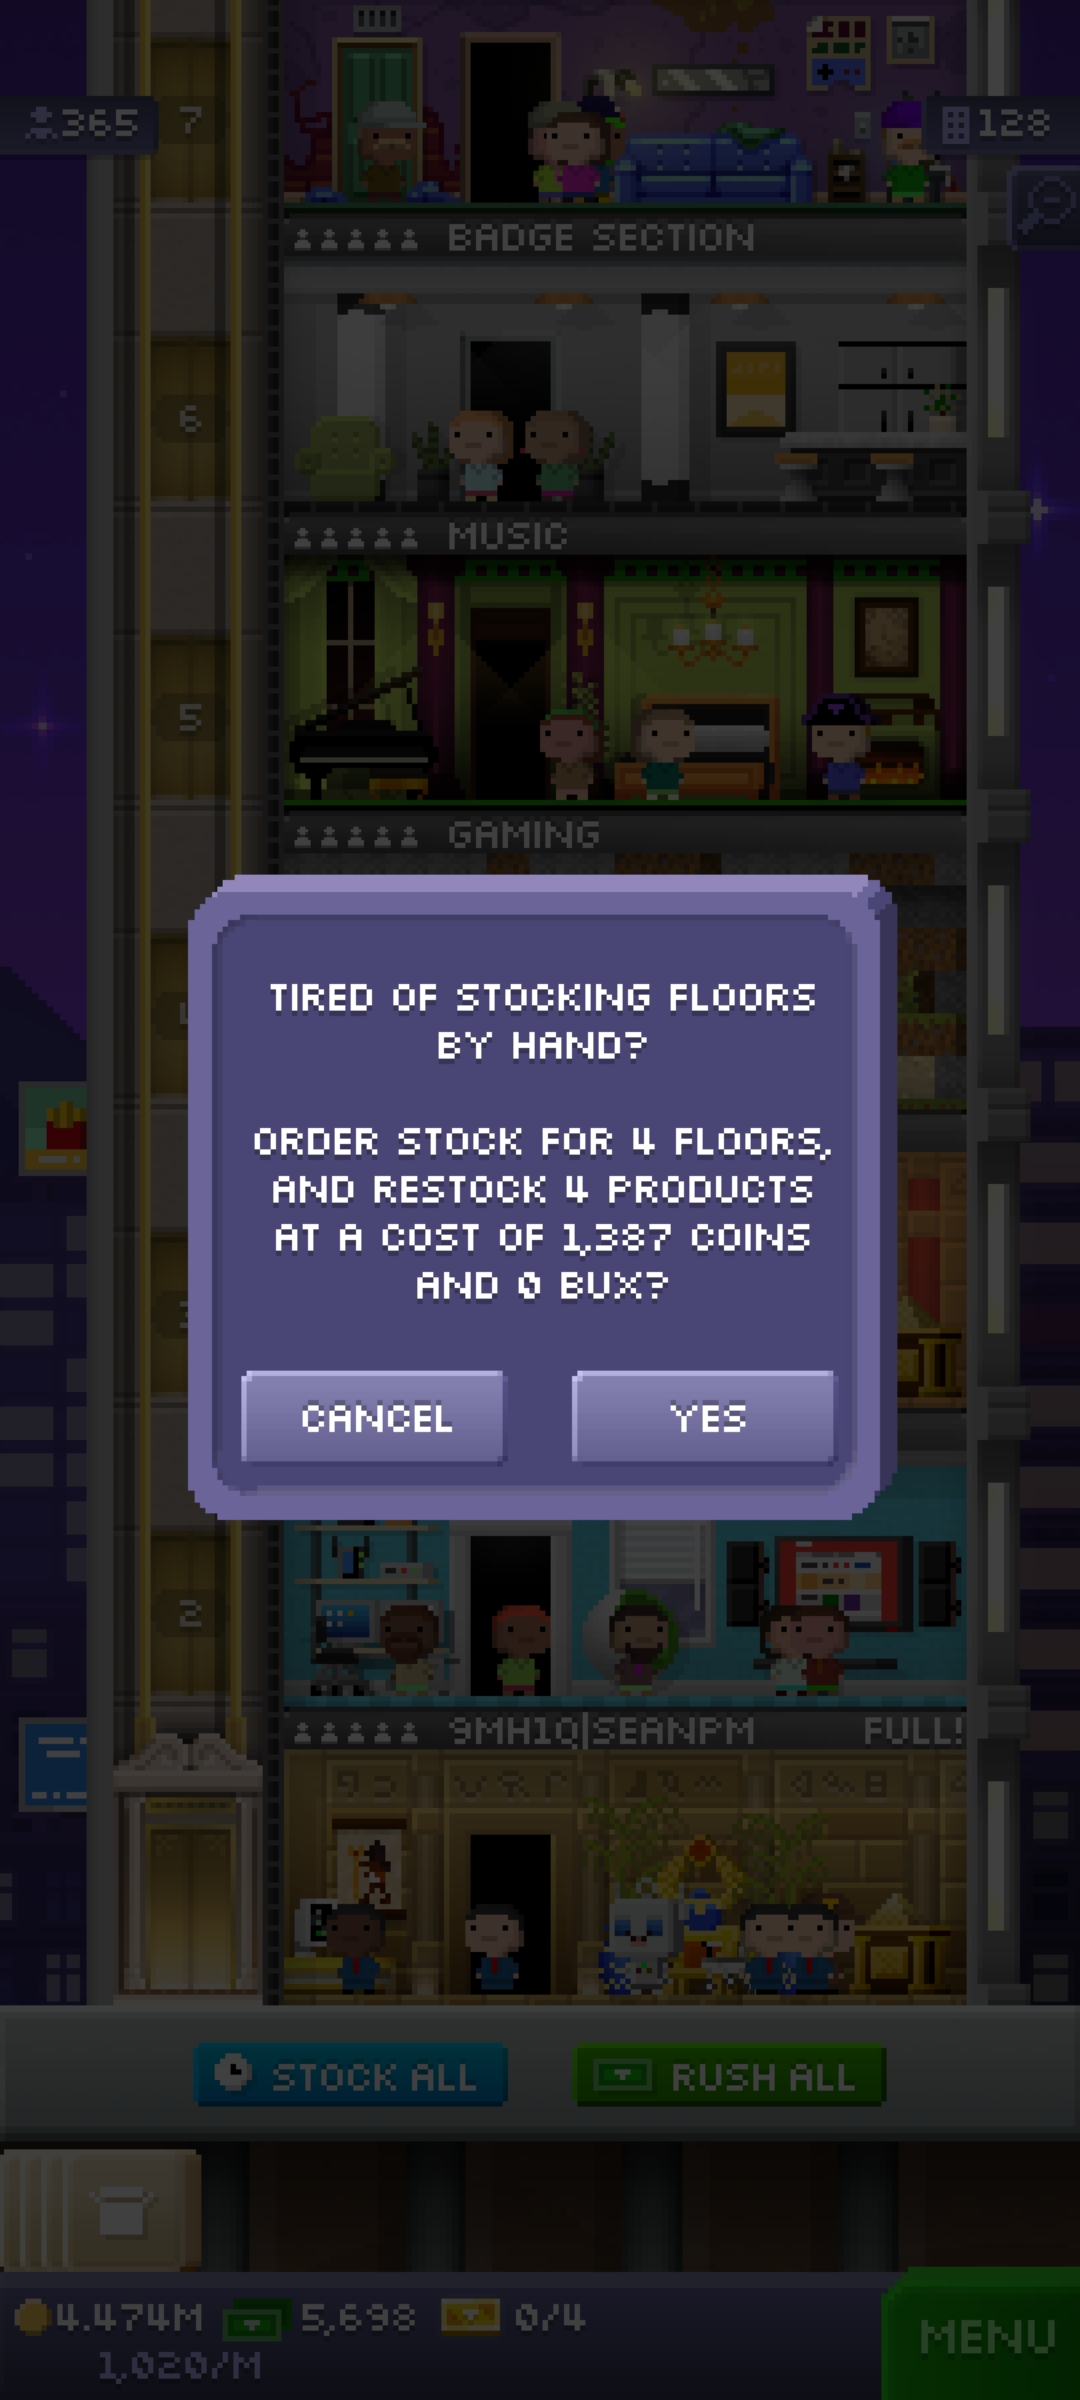 365
7
128
BADGE SECTION
6
MUSIC
5
GAMING
TIRED OF STOCKING FLOORS
BY HAND?
ORDER STOCK FOR 4 FLOORS,
AND RESTOCK 4 PRODUCTS
AT A COST OF 1,387 COINS
AND 0 BUX?
CANCEL
YES
2
9MH1Q|SEANPM
FULL!
STOCK ALL
RUSH ALL
4.474M
5,698
0/4
1,020/M
MENU